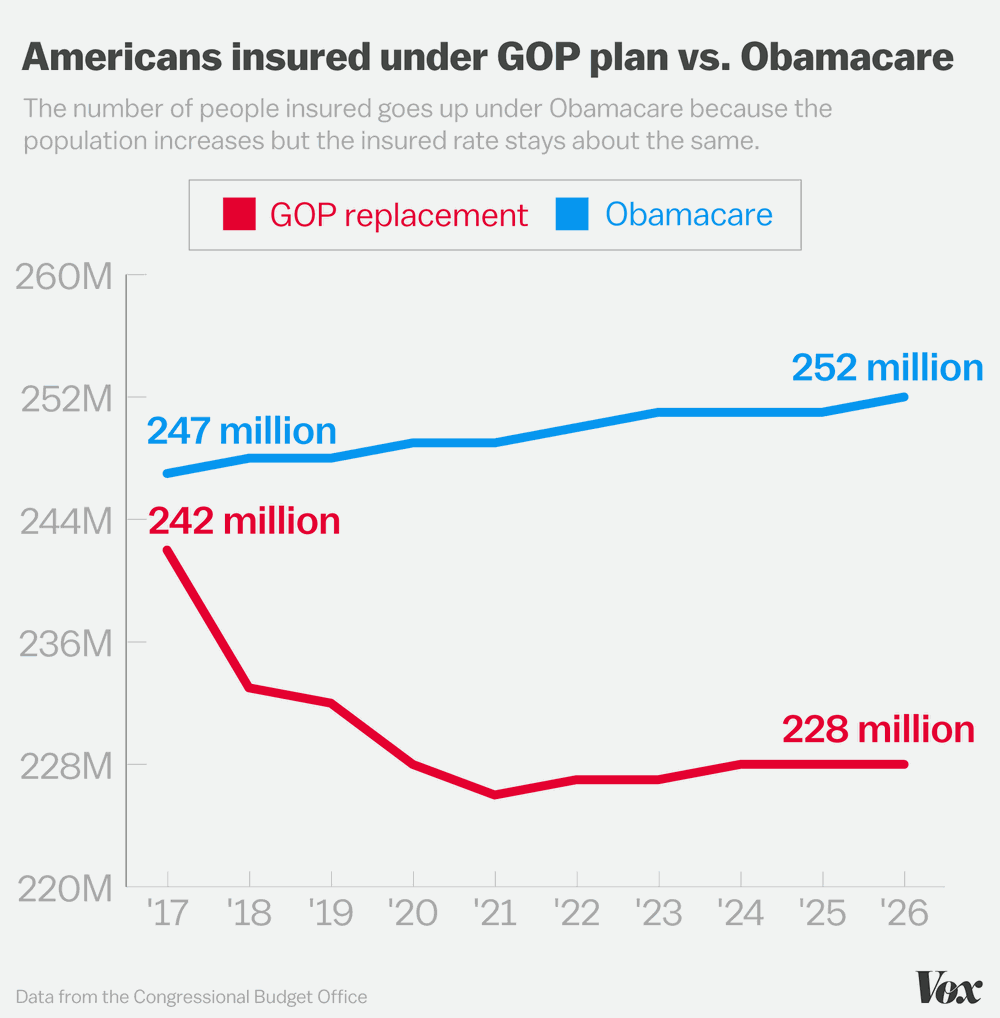 Americans insured under GOP plan vs. Obamacare
The number of people insured goes up under Obamacare because the
population increases but the insured rate stays about the same.
GOP replacement Obamacare
260M
252 million
252M
247 million
244M
242 million
236M
228 million
228M
220M
'17 '18 '19 '20 '21 '22 '23 '24 '25 '26
Data from the Congressional Budget Office
Vox